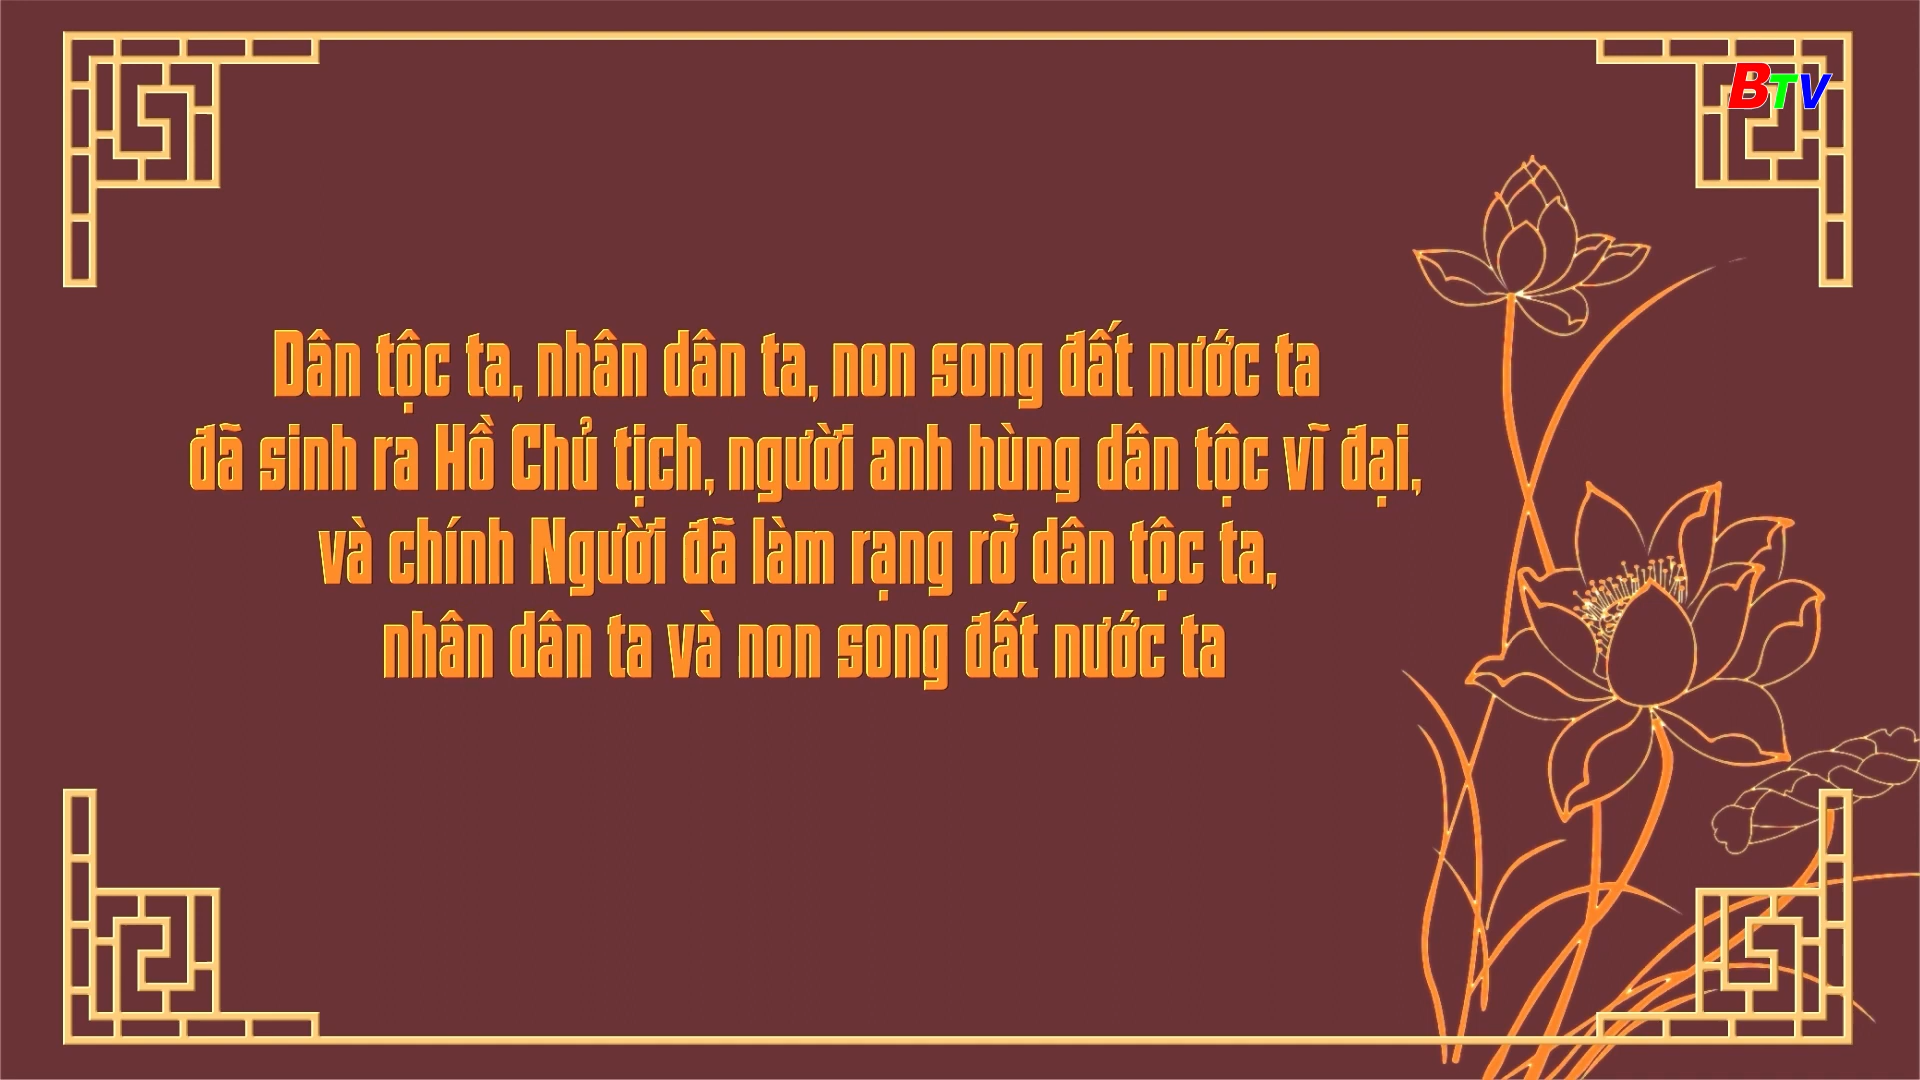 BTV
Dân tộc ta, nhân dân ta, non song đất nước ta
đã sinh ra Hồ Chủ tịch, người anh hùng dân tộc vĩ đại,
và chính Người đã làm rạng rỡ dân tộc ta,
nhân dân ta và non song đất nước ta